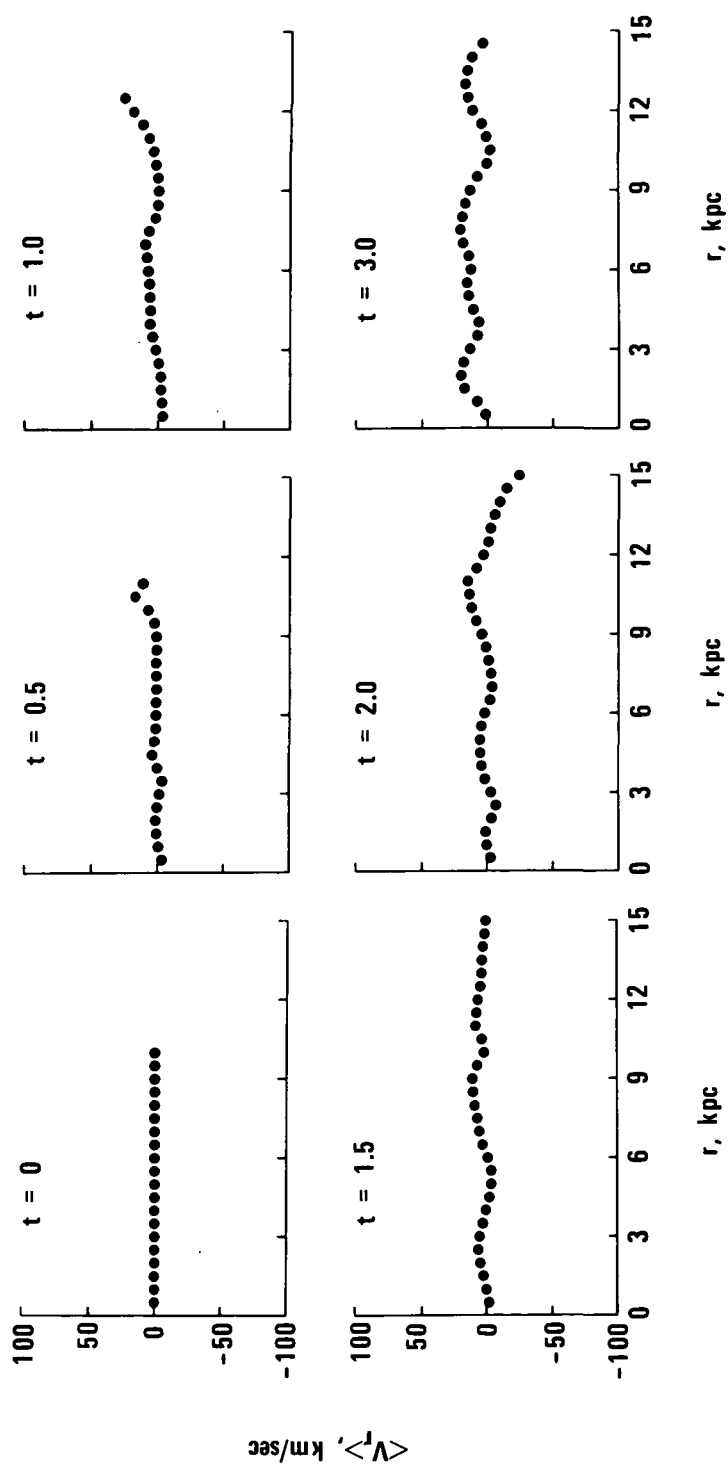 <V_r>, km/sec
t = 0
t = 0.5
t = 1.0
100
50
0
-50
-100
t = 1.5
t = 2.0
t = 3.0
100
50
0
-50
-100
0 3 6 9 12 15
0 3 6 9 12 15
0 3 6 9 12 15
r, kpc
r, kpc
r, kpc